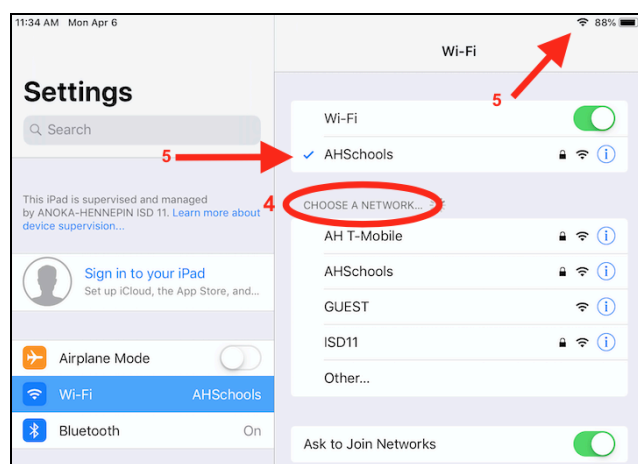 11:34 AM Mon Apr 6
88%
Settings
Search
This iPad is supervised and managed
by ANOKA-HENNEPIN ISD 11. Learn more about
device supervision...
Sign in to your iPad
Set up iCloud, the App Store, and...
Airplane Mode
Wi-Fi AHSchools
Bluetooth On
Wi-Fi
5
Wi-Fi
5
AHSchools
4
CHOOSE A NETWORK...
AH T-Mobile
AHSchools
GUEST
ISD11
Other...
Ask to Join Networks